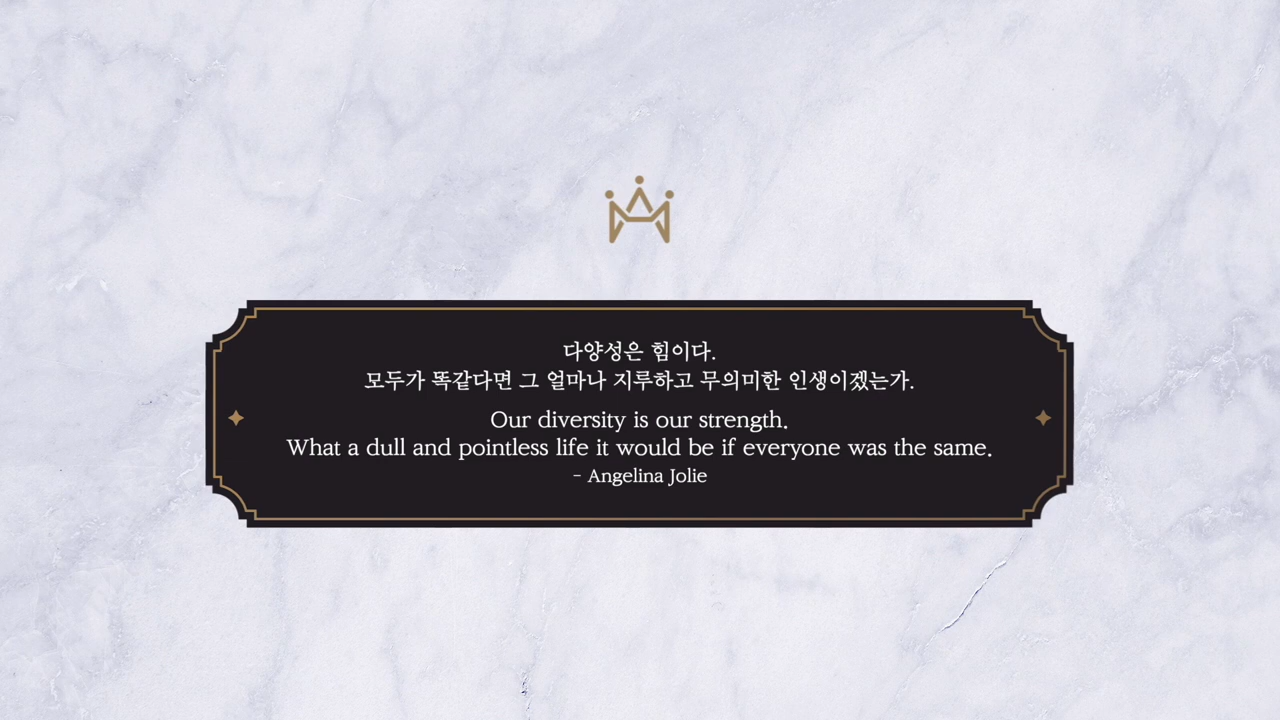 다양성은 힘이다.
모두가 똑같다면 그 얼마나 지루하고 무의미한 인생이겠는가.
Our diversity is our strength.
What a dull and pointless life it would be if everyone was the same.
- Angelina Jolie